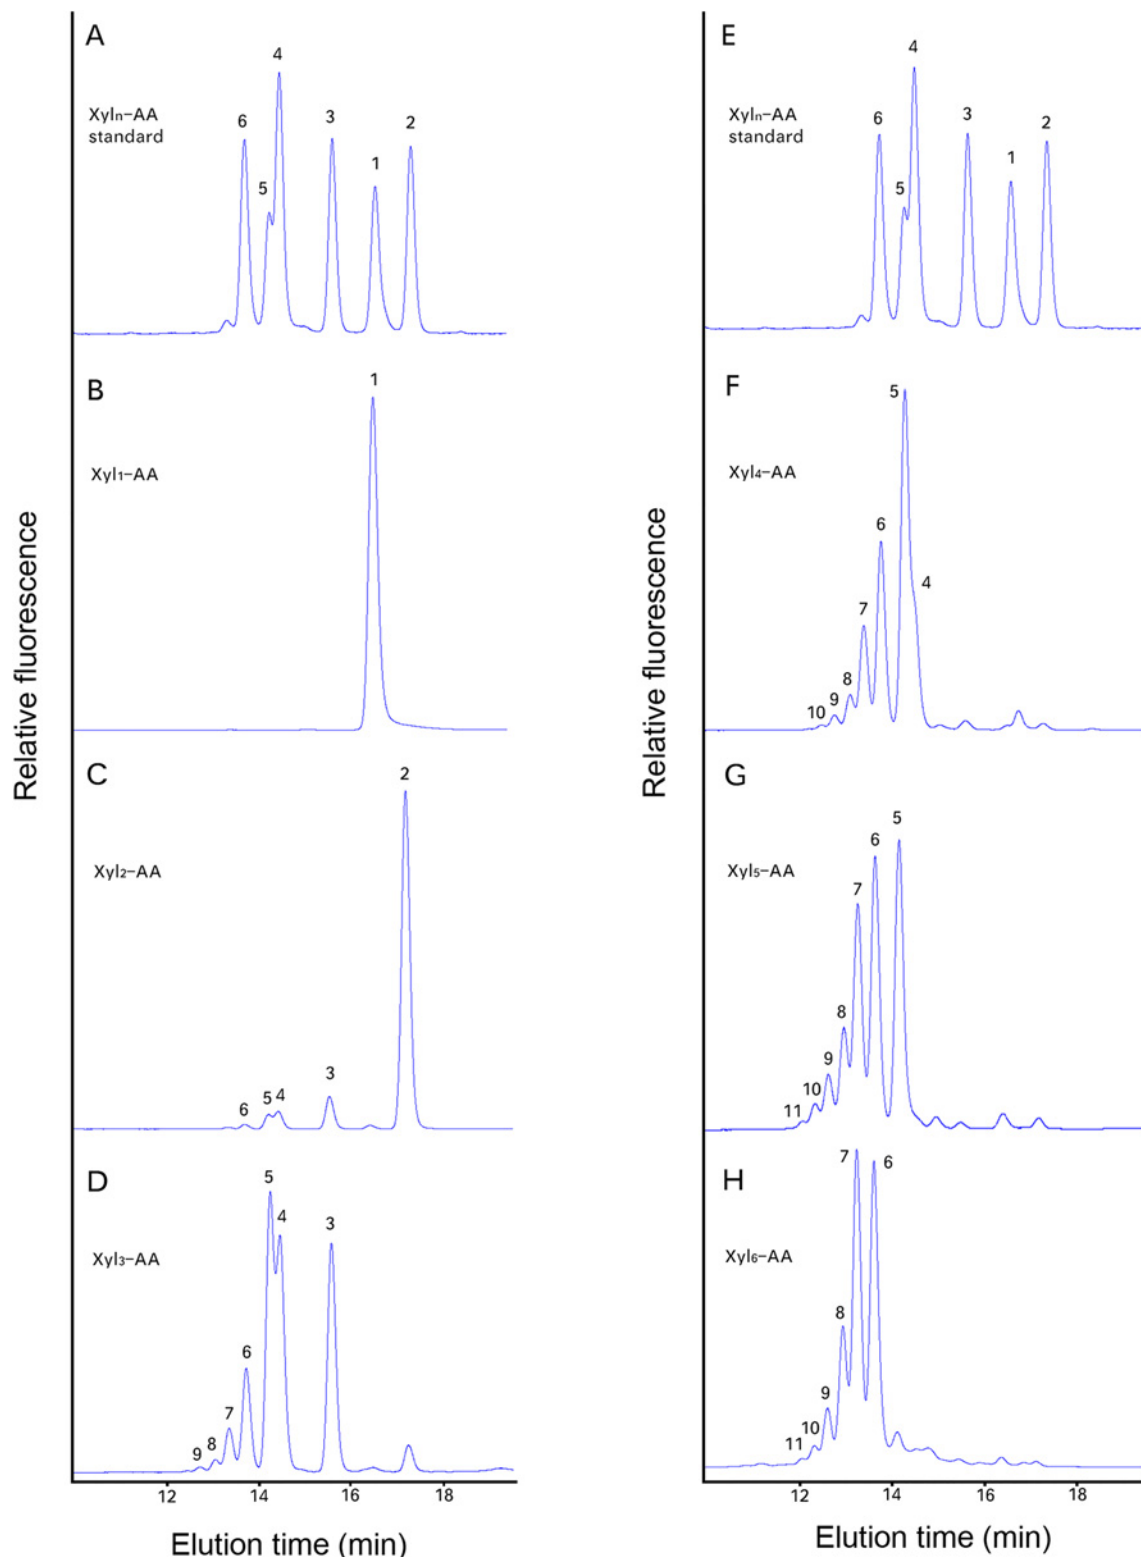 A
Xyln-AA
standard
6
5
4
3
1
2
B
Xyl1-AA
1
C
Xyl2-AA
6
5
4
3
2
D
Xyl3-AA
9
8
7
6
5
4
3
12
14
16
18
Elution time (min)
Relative fluorescence
E
Xyln-AA
standard
6
5
4
3
1
2
F
Xyl4-AA
10
9
8
7
6
5
4
G
Xyl5-AA
11
10
9
8
7
6
5
H
Xyl6-AA
11
10
9
8
7
6
12
14
16
18
Elution time (min)
Relative fluorescence